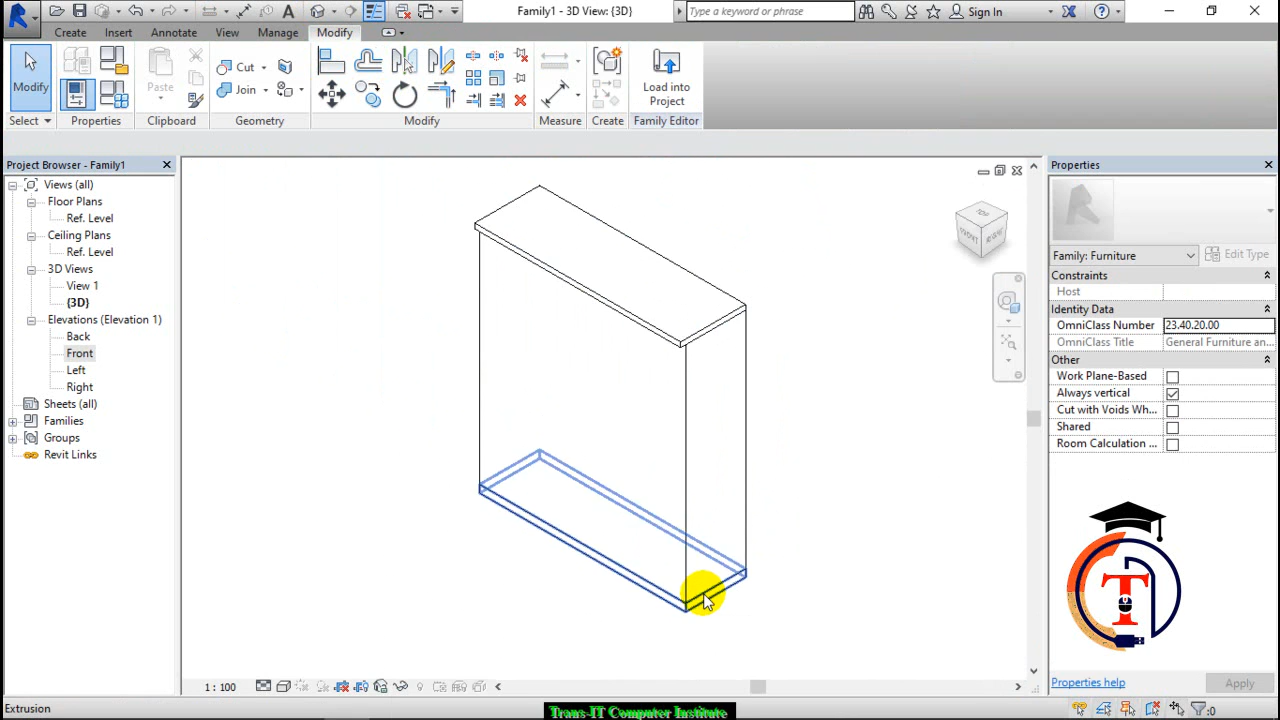 Family1 - 3D View: {3D}
Type a keyword or phrase
Sign In
Create
Insert
Annotate
View
Manage
Modify
Modify
Paste
Cut
Join
Load into
Project
Select
Properties
Clipboard
Geometry
Modify
Measure
Create
Family Editor
Project Browser - Family1
Views (all)
Floor Plans
Ref. Level
Ceiling Plans
Ref. Level
3D Views
View 1
{3D}
Elevations (Elevation 1)
Back
Front
Left
Right
Sheets (all)
Families
Groups
Revit Links
TOP
FRONT
RIGHT
Properties
Family: Furniture
Edit Type
Constraints
Host
Identity Data
OmniClass Number
23.40.20.00
OmniClass Title
General Furniture an...
Other
Work Plane-Based
Always vertical
Cut with Voids Wh...
Shared
Room Calculation ...
T
Properties help
Apply
1 : 100
Extrusion
:0
Trans-IT Computer Institute